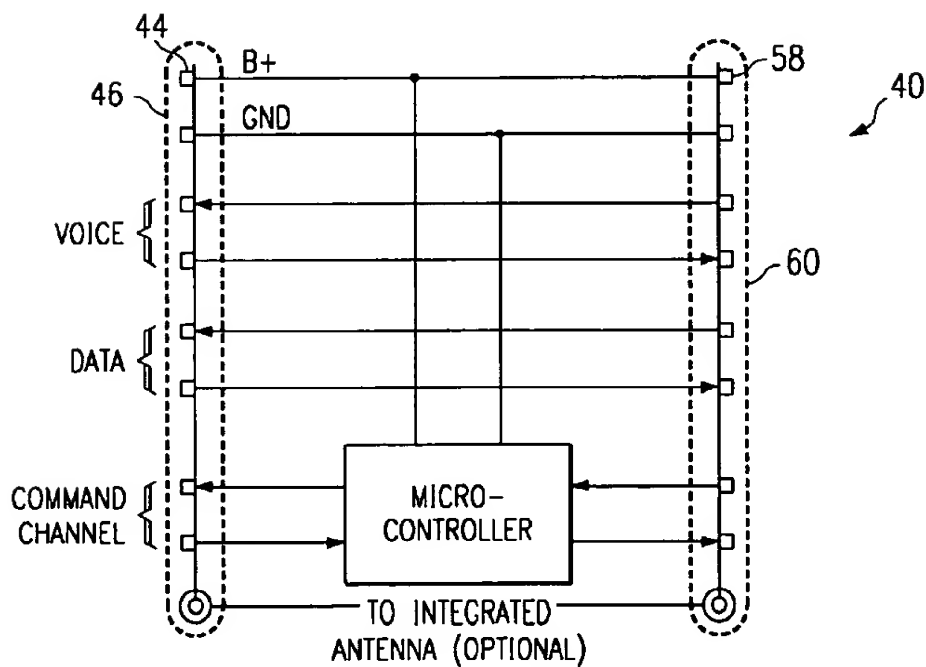 44
B+
58
46
40
GND
VOICE
60
DATA
COMMAND
CHANNEL
MICRO-
CONTROLLER
TO INTEGRATED
ANTENNA (OPTIONAL)